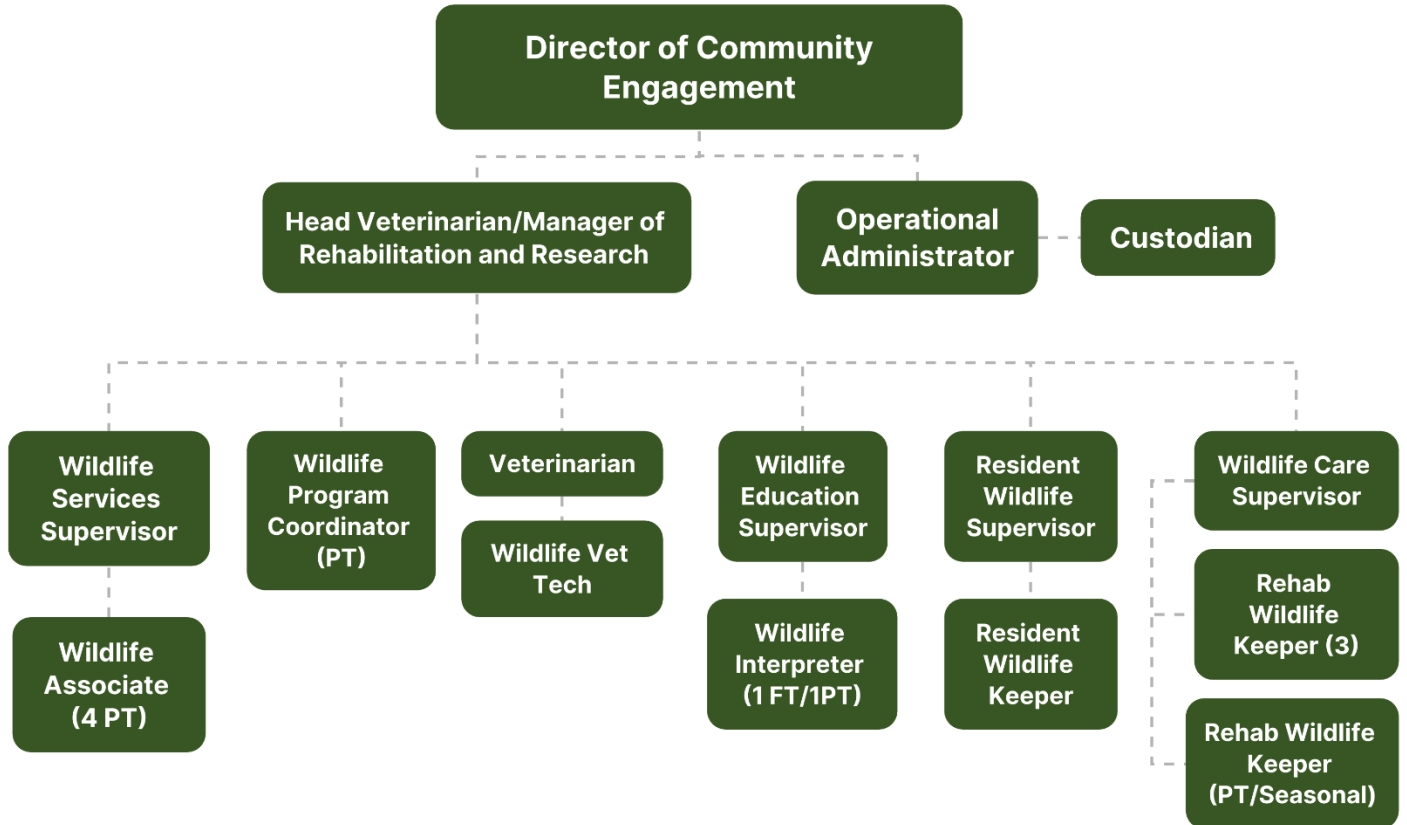 Director of Community
Engagement
Head Veterinarian/Manager of
Rehabilitation and Research
Operational
Administrator
Custodian
Wildlife
Services
Supervisor
Wildlife
Associate
(4 PT)
Wildlife
Program
Coordinator
(PT)
Veterinarian
Wildlife Vet
Tech
Wildlife
Education
Supervisor
Wildlife
Interpreter
(1 FT/1PT)
Resident
Wildlife
Supervisor
Resident
Wildlife
Keeper
Wildlife Care
Supervisor
Rehab
Wildlife
Keeper (3)
Rehab Wildlife
Keeper
(PT/Seasonal)